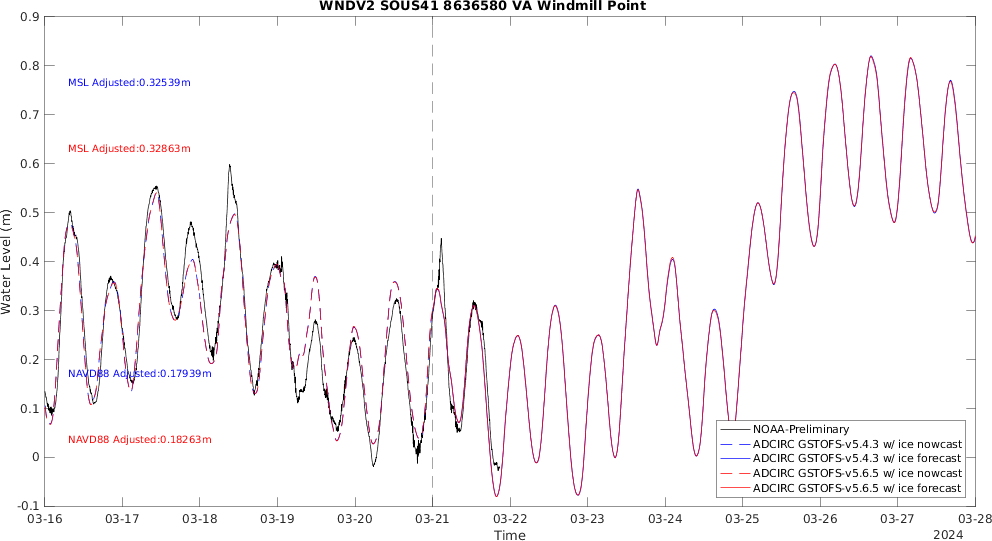 WNDV2 SOUS41 8636580 VA Windmill Point
0.9
0.8
0.7
0.6
0.5
0.4
0.3
0.2
0.1
0
-0.1
Water Level (m)
MSL Adjusted:0.32539m
MSL Adjusted:0.32863m
NAVD88 Adjusted:0.17939m
NAVD88 Adjusted:0.18263m
NOAA-Preliminary
ADCIRC GSTOFS-v5.4.3 w/ ice nowcast
ADCIRC GSTOFS-v5.4.3 w/ ice forecast
ADCIRC GSTOFS-v5.6.5 w/ ice nowcast
ADCIRC GSTOFS-v5.6.5 w/ ice forecast
03-16 03-17 03-18 03-19 03-20 03-21 03-22 03-23 03-24 03-25 03-26 03-27 03-28
Time
2024